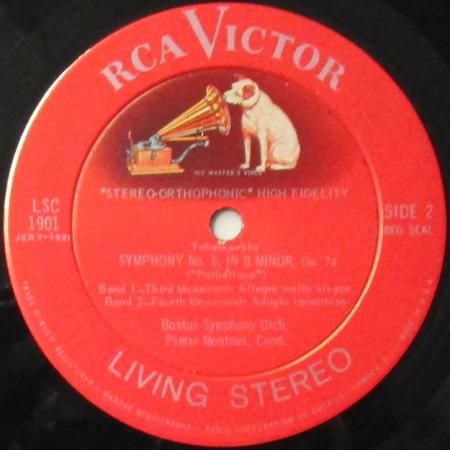 RCA VICTOR
"HIS MASTER'S VOICE"
"STEREO-ORTHOPHONIC" HIGH FIDELITY
LSC
1901
SIDE 2
RED SEAL
Tchaikovsky
SYMPHONY No. 6, IN B MINOR, Op. 74
("Pathétique")
Band 1—Third Movement: Allegro molto vivace
Band 2—Fourth Movement: Adagio lamentoso
Boston Symphony Orch.
Pierre Monteux, Cond.
LIVING STEREO
MADE IN U.S.A.